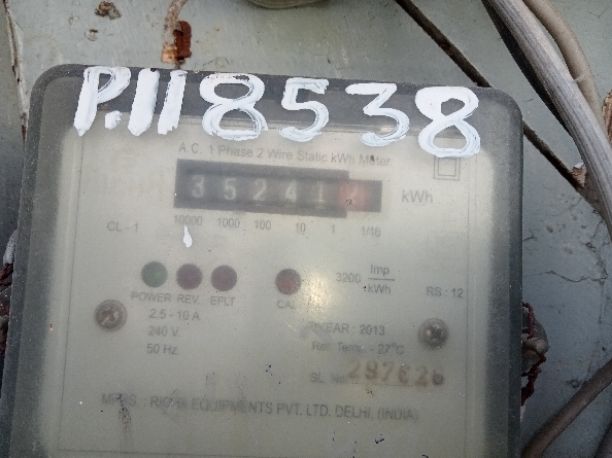 P.118538
A.C. 1 Phase 2 Wire Static kWh Meter
35241 kWh
CL - 1 10000 1000 100 10 1 1/10
POWER REV. EPLT CAL 3200 Imp/kWh RS : 12
2.5 - 10 A
240 V. YEAR : 2013
50 Hz. Ref. Temp. - 27°C
SL No. 297626
EQUIPMENTS PVT. LTD. DELHI. (INDIA)